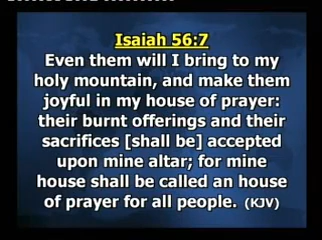 Isaiah 56:7
Even them will I bring to my
holy mountain, and make them
joyful in my house of prayer:
their burnt offerings and their
sacrifices [shall be] accepted
upon mine altar; for mine
house shall be called an house
of prayer for all people. (KJV)